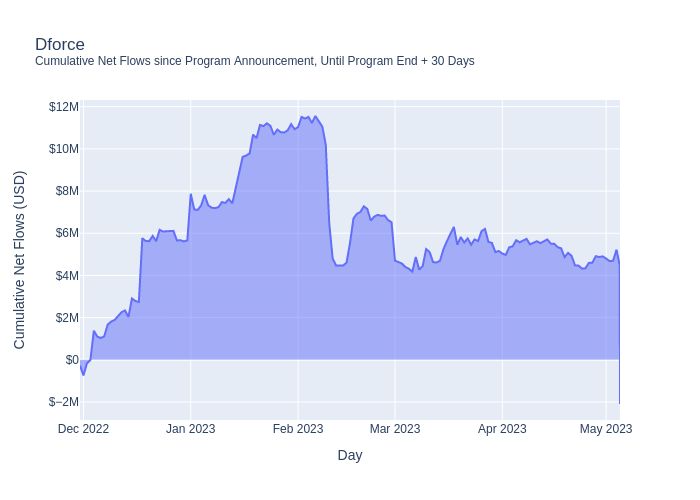 Dforce
Cumulative Net Flows since Program Announcement, Until Program End + 30 Days
Cumulative Net Flows (USD)
$12M
$10M
$8M
$6M
$4M
$2M
$0
$−2M
Dec 2022
Jan 2023
Feb 2023
Mar 2023
Apr 2023
May 2023
Day